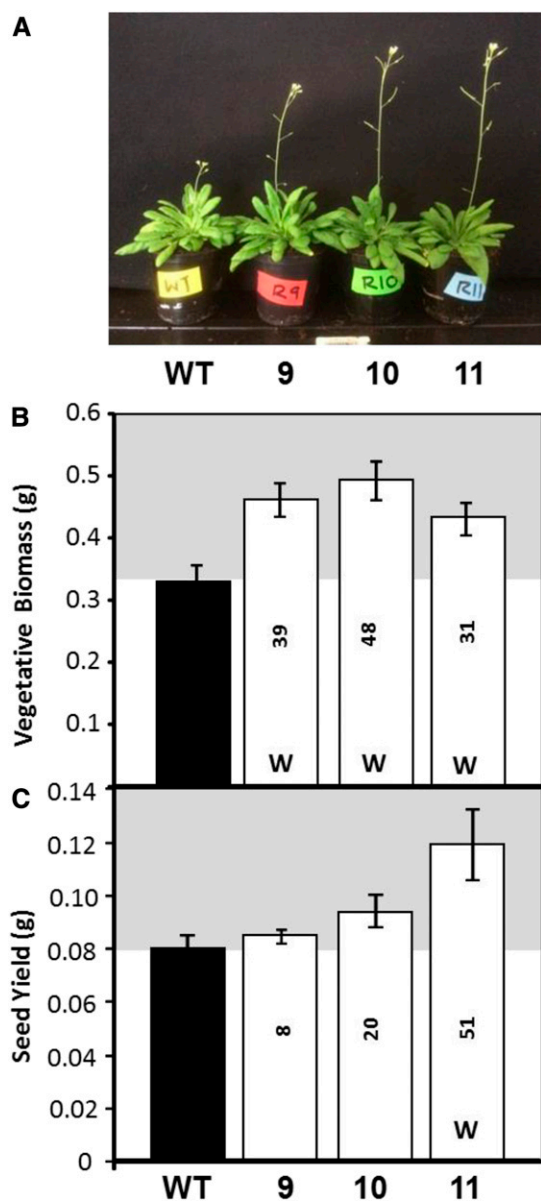 A
WT R9 R10 R11
WT 9 10 11
B
Vegetative Biomass (g)
0.6
0.5
0.4
0.3
0.2
0.1
39 48 31
W W W
C
Seed Yield (g)
0.14
0.12
0.10
0.08
0.06
0.04
0.02
0
8 20 51
W
WT 9 10 11